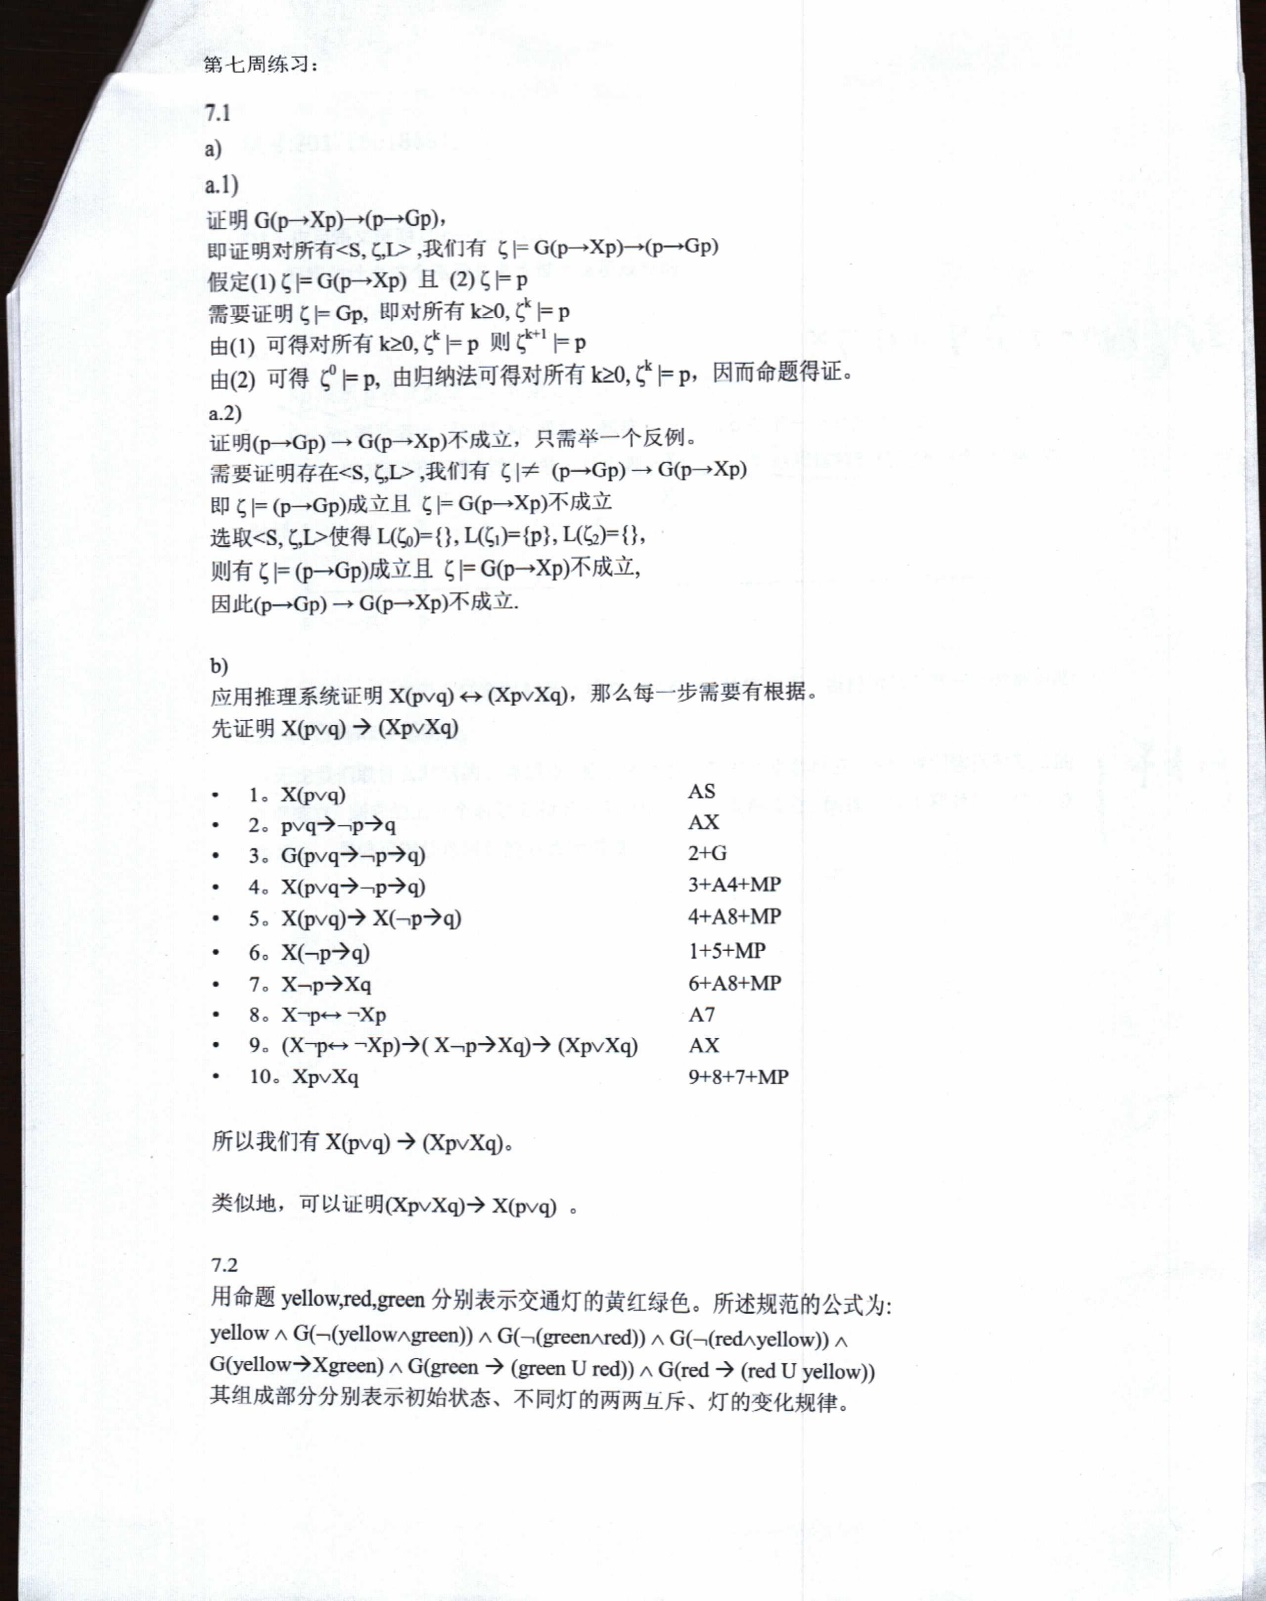 第七周练习：
7.1
a)
a.1)
证明 G(p→Xp)→(p→Gp)，
即证明对所有<S, ζ,L> ,我们有 ζ |= G(p→Xp)→(p→Gp)
假定(1) ζ |= G(p→Xp) 且 (2) ζ |= p
需要证明 ζ |= Gp, 即对所有 k≥0, ζ^k |= p
由(1) 可得对所有 k≥0, ζ^k |= p 则 ζ^k+1 |= p
由(2) 可得 ζ^0 |= p, 由归纳法可得对所有 k≥0, ζ^k |= p，因而命题得证。
a.2)
证明(p→Gp) → G(p→Xp)不成立，只需举一个反例。
需要证明存在<S, ζ,L> ,我们有 ζ |≠ (p→Gp) → G(p→Xp)
即 ζ |= (p→Gp)成立且 ζ |= G(p→Xp)不成立
选取<S, ζ,L>使得 L(ζ₀)={}, L(ζ₁)={p}, L(ζ₂)={},
则有 ζ |= (p→Gp)成立且 ζ |= G(p→Xp)不成立,
因此(p→Gp) → G(p→Xp)不成立.
b)
应用推理系统证明 X(p∨q) ↔ (Xp∨Xq)，那么每一步需要有根据。
先证明 X(p∨q) → (Xp∨Xq)
• 1。X(p∨q) AS
• 2。p∨q→¬p→q AX
• 3。G(p∨q→¬p→q) 2+G
• 4。X(p∨q→¬p→q) 3+A4+MP
• 5。X(p∨q)→ X(¬p→q) 4+A8+MP
• 6。X(¬p→q) 1+5+MP
• 7。X¬p→Xq 6+A8+MP
• 8。X¬p↔ ¬Xp A7
• 9。(X¬p↔ ¬Xp)→( X¬p→Xq)→ (Xp∨Xq) AX
• 10。Xp∨Xq 9+8+7+MP
所以我们有 X(p∨q) → (Xp∨Xq)。
类似地，可以证明(Xp∨Xq)→ X(p∨q) 。
7.2
用命题 yellow,red,green 分别表示交通灯的黄红绿色。所述规范的公式为:
yellow ∧ G(¬(yellow∧green)) ∧ G(¬(green∧red)) ∧ G(¬(red∧yellow)) ∧
G(yellow→Xgreen) ∧ G(green → (green U red)) ∧ G(red → (red U yellow))
其组成部分分别表示初始状态、不同灯的两两互斥、灯的变化规律。